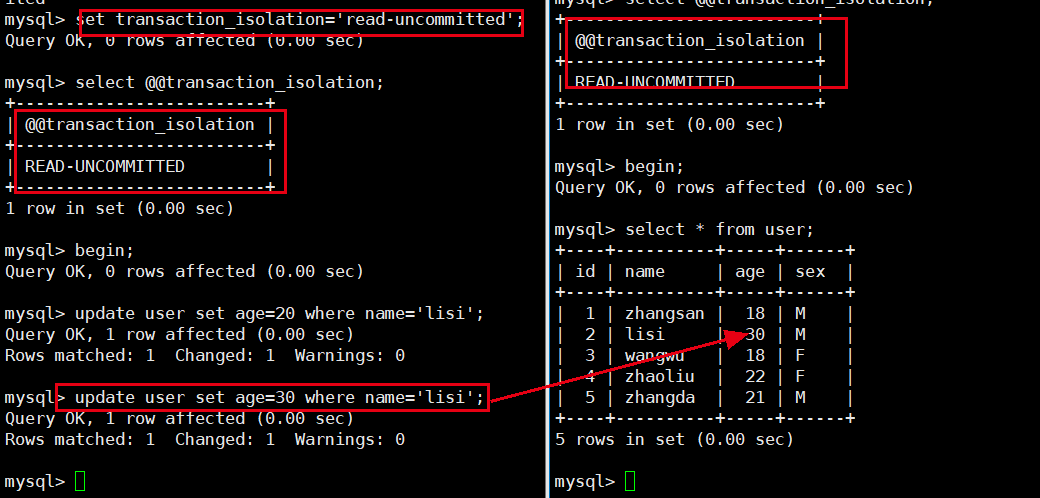 mysql> set transaction_isolation='read-uncommitted';
Query OK, 0 rows affected (0.00 sec)
mysql> select @@transaction_isolation;
+-------------------------+
| @@transaction_isolation |
+-------------------------+
| READ-UNCOMMITTED        |
+-------------------------+
1 row in set (0.00 sec)
mysql> begin;
Query OK, 0 rows affected (0.00 sec)
mysql> update user set age=20 where name='lisi';
Query OK, 1 row affected (0.00 sec)
Rows matched: 1  Changed: 1  Warnings: 0
mysql> update user set age=30 where name='lisi';
Query OK, 1 row affected (0.00 sec)
Rows matched: 1  Changed: 1  Warnings: 0
mysql>
mysql> select @@transaction_isolation;
+-------------------------+
| @@transaction_isolation |
+-------------------------+
| READ-UNCOMMITTED        |
+-------------------------+
1 row in set (0.00 sec)
mysql> begin;
Query OK, 0 rows affected (0.00 sec)
mysql> select * from user;
+----+----------+-----+------+
| id | name     | age | sex  |
+----+----------+-----+------+
|  1 | zhangsan |  18 | M    |
|  2 | lisi     |  30 | M    |
|  3 | wangwu   |  18 | F    |
|  4 | zhaoliu  |  22 | F    |
|  5 | zhangda  |  21 | M    |
+----+----------+-----+------+
5 rows in set (0.00 sec)
mysql>